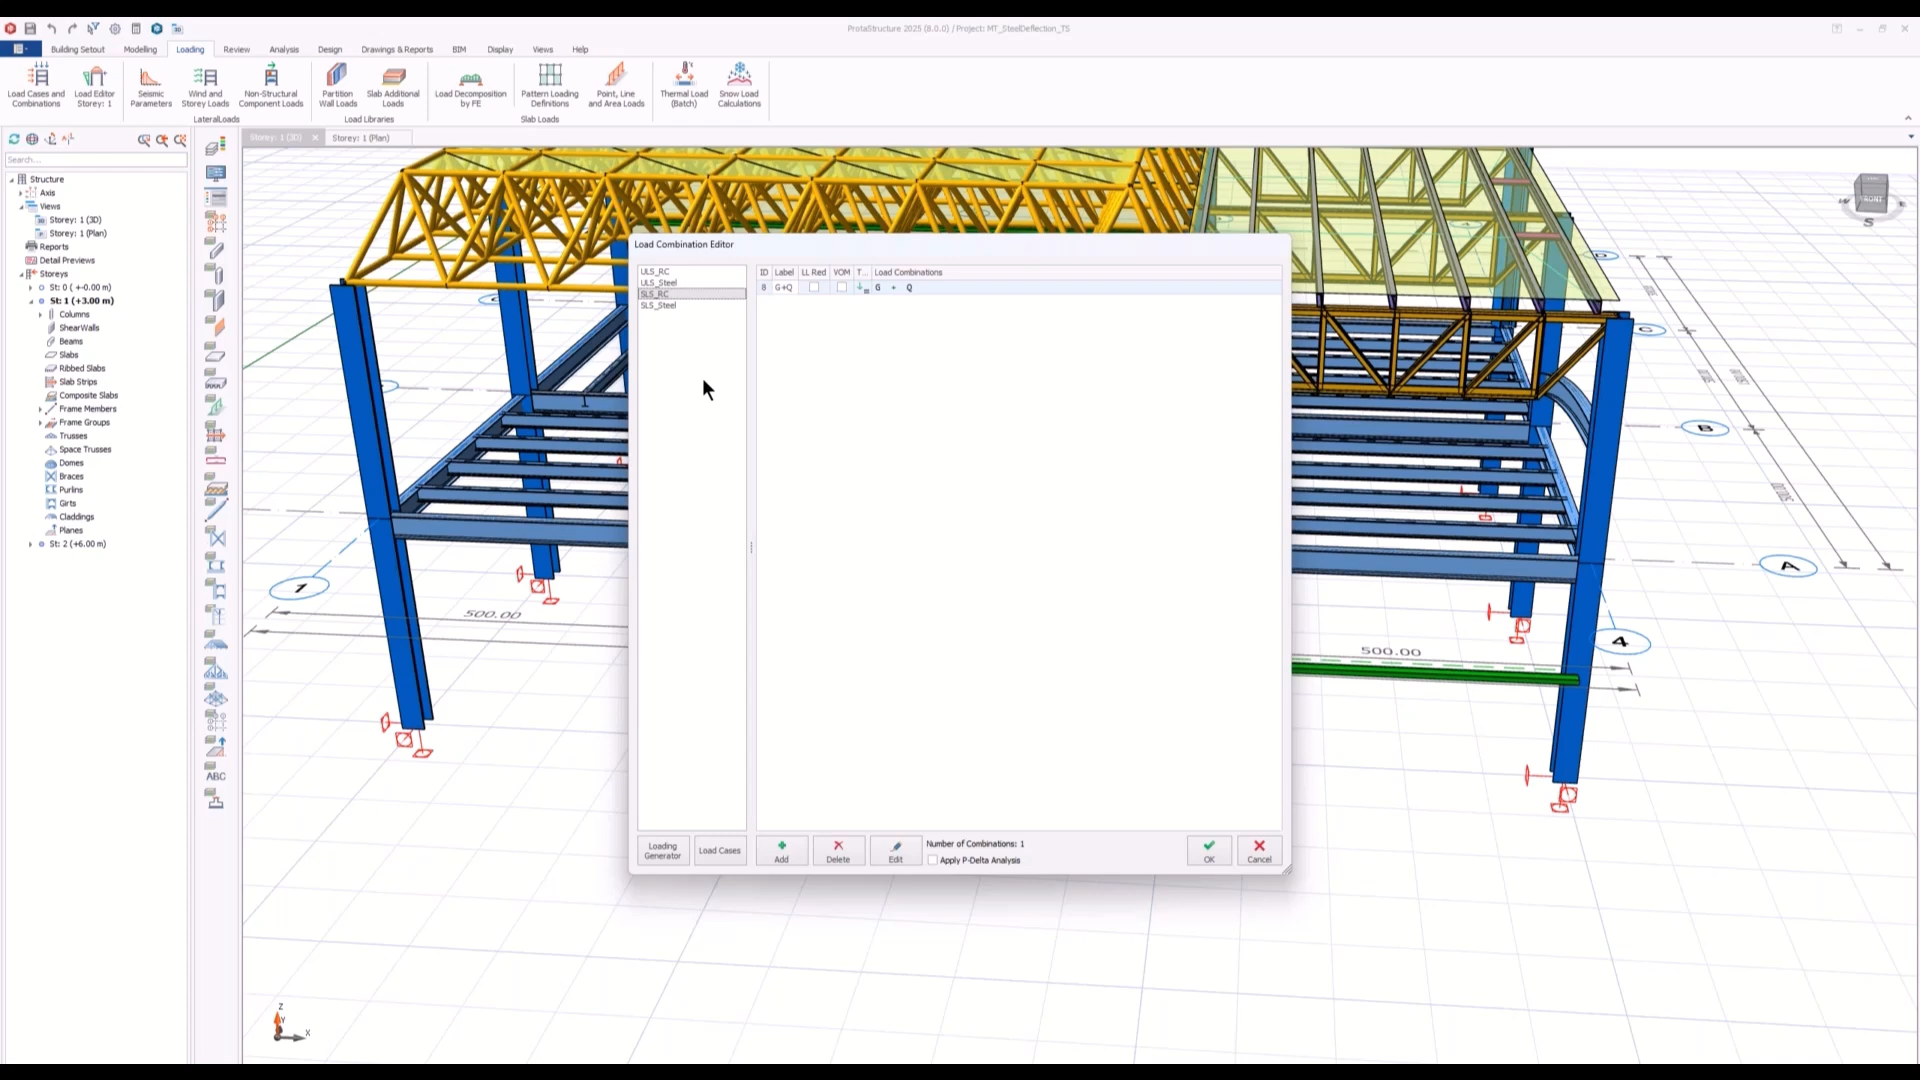 ProtaStructure 2025 (8.0.0) / Project: MT_SteelDeflection_TS
Building Setout Modelling Loading Review Analysis Design Drawings & Reports BIM Display Views Help
Load Cases and Combinations
Load Editor Storey: 1
Seismic Parameters
Wind and Storey Loads
Non-Structural Component Loads
Partition Wall Loads
Slab Additional Loads
Load Decomposition by FE
Pattern Loading Definitions
Point, Line and Area Loads
Thermal Load (Batch)
Snow Load Calculations
LateralLoads
Load Libraries
Slab Loads
Storey: 1 (3D)
Storey: 1 (Plan)
Search...
Structure
Axis
Views
Storey: 1 (3D)
Storey: 1 (Plan)
Reports
Detail Previews
Storeys
St: 0 ( +-0.00 m)
St: 1 (+3.00 m)
Columns
ShearWalls
Beams
Slabs
Ribbed Slabs
Slab Strips
Composite Slabs
Frame Members
Frame Groups
Trusses
Space Trusses
Domes
Braces
Purlins
Girts
Claddings
Planes
St: 2 (+6.00 m)
ABC
Load Combination Editor
ULS_RC
ULS_Steel
SLS_RC
SLS_Steel
ID Label LL Red VOM T... Load Combinations
8 G+Q G + Q
Loading Generator
Load Cases
Add
Delete
Edit
Number of Combinations: 1
Apply P-Delta Analysis
OK
Cancel
FRONT
S
D
C
B
A
1
4
500.00
500.00
Z
Y
X